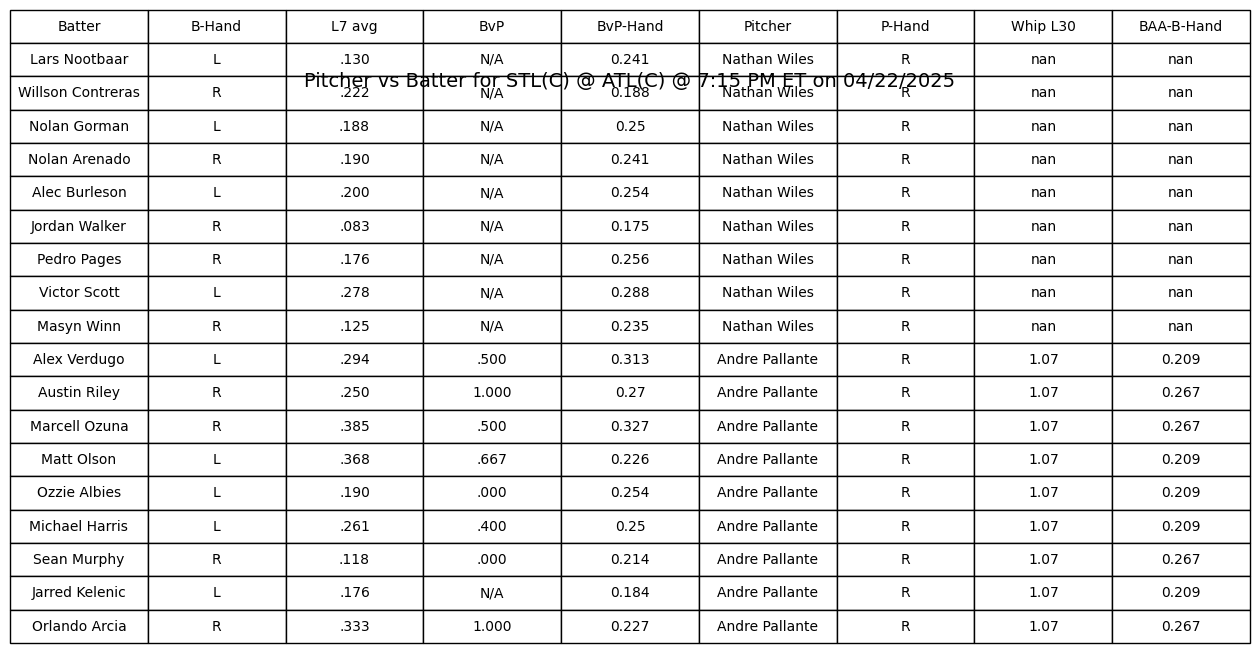 Batter B-Hand L7 avg BvP BvP-Hand Pitcher P-Hand Whip L30 BAA-B-Hand
Lars Nootbaar L .130 N/A 0.241 Nathan Wiles R nan nan
Pitcher vs Batter for STL(C) @ ATL(C) @ 7:15 PM ET on 04/22/2025
Willson Contreras R .222 N/A 0.188 Nathan Wiles R nan nan
Nolan Gorman L .188 N/A 0.25 Nathan Wiles R nan nan
Nolan Arenado R .190 N/A 0.241 Nathan Wiles R nan nan
Alec Burleson L .200 N/A 0.254 Nathan Wiles R nan nan
Jordan Walker R .083 N/A 0.175 Nathan Wiles R nan nan
Pedro Pages R .176 N/A 0.256 Nathan Wiles R nan nan
Victor Scott L .278 N/A 0.288 Nathan Wiles R nan nan
Masyn Winn R .125 N/A 0.235 Nathan Wiles R nan nan
Alex Verdugo L .294 .500 0.313 Andre Pallante R 1.07 0.209
Austin Riley R .250 1.000 0.27 Andre Pallante R 1.07 0.267
Marcell Ozuna R .385 .500 0.327 Andre Pallante R 1.07 0.267
Matt Olson L .368 .667 0.226 Andre Pallante R 1.07 0.209
Ozzie Albies L .190 .000 0.254 Andre Pallante R 1.07 0.209
Michael Harris L .261 .400 0.25 Andre Pallante R 1.07 0.209
Sean Murphy R .118 .000 0.214 Andre Pallante R 1.07 0.267
Jarred Kelenic L .176 N/A 0.184 Andre Pallante R 1.07 0.209
Orlando Arcia R .333 1.000 0.227 Andre Pallante R 1.07 0.267